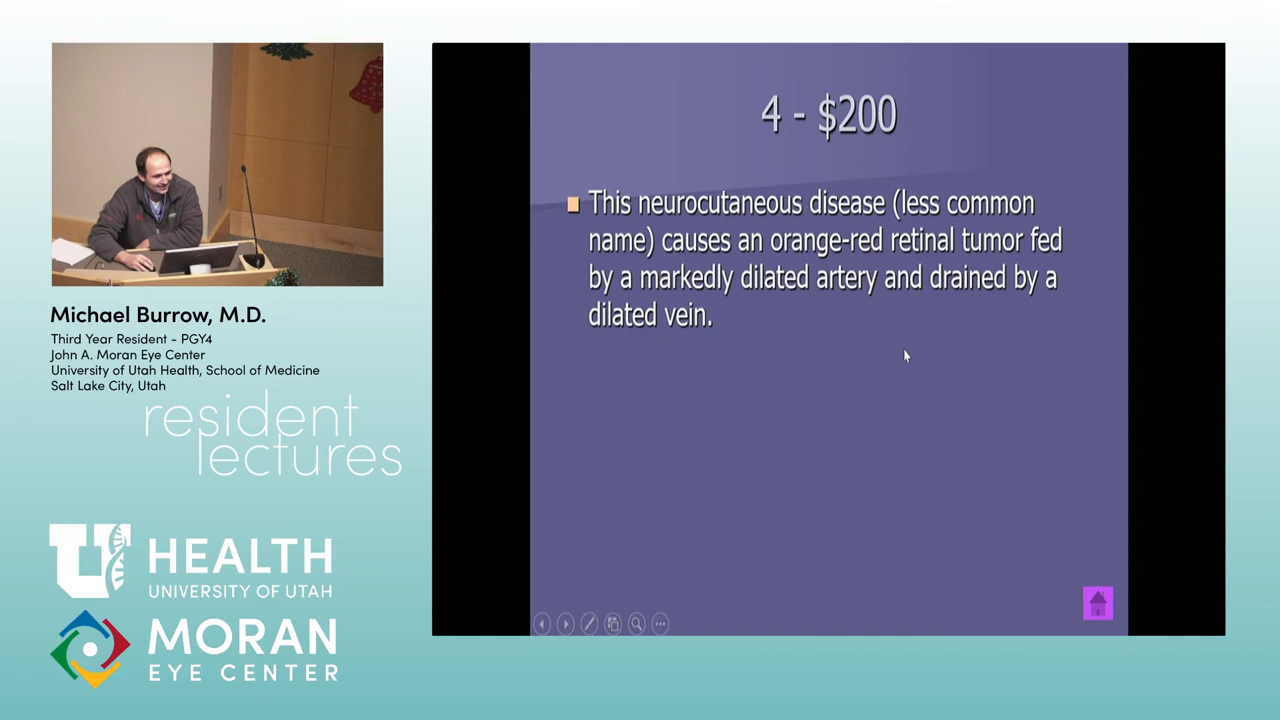 4 - $200
This neurocutaneous disease (less common
name) causes an orange-red retinal tumor fed
by a markedly dilated artery and drained by a
dilated vein.
Michael Burrow, M.D.
Third Year Resident - PGY4
John A. Moran Eye Center
University of Utah Health, School of Medicine
Salt Lake City, Utah
resident
lectures
U HEALTH
UNIVERSITY OF UTAH
MORAN
EYE CENTER